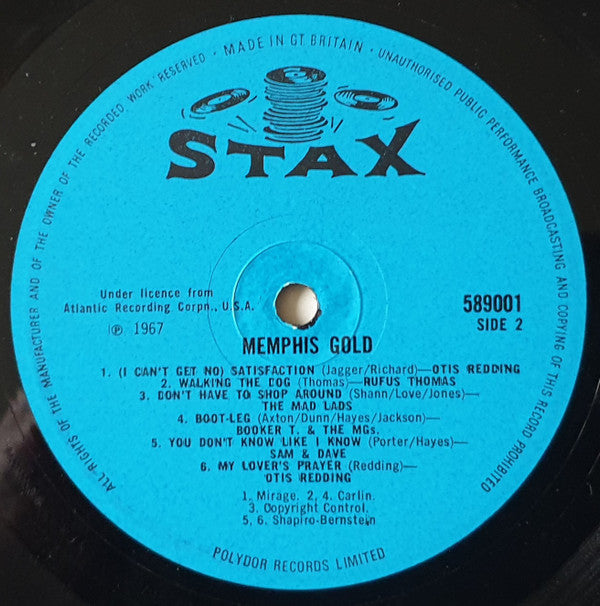 ALL RIGHTS OF THE MANUFACTURER AND OF THE OWNER OF THE RECORDED WORK RESERVED · MADE IN GT. BRITAIN · UNAUTHORISED PUBLIC PERFORMANCE BROADCASTING AND COPYING OF THIS RECORD PROHIBITED
STAX
Under licence from
Atlantic Recording Corpn., U.S.A.
℗ 1967
589001
SIDE 2
MEMPHIS GOLD
1. (I CAN'T GET NO) SATISFACTION (Jagger/Richard)—OTIS REDDING
2. WALKING THE DOG (Thomas)—RUFUS THOMAS
3. DON'T HAVE TO SHOP AROUND (Shann/Love/Jones)—
THE MAD LADS
4. BOOT-LEG (Axton/Dunn/Hayes/Jackson)—
BOOKER T. & THE MGs.
5. YOU DON'T KNOW LIKE I KNOW (Porter/Hayes)—
SAM & DAVE
6. MY LOVER'S PRAYER (Redding)—
OTIS REDDING
1. Mirage. 2, 4. Carlin.
3. Copyright Control.
5, 6. Shapiro-Bernstein
POLYDOR RECORDS LIMITED